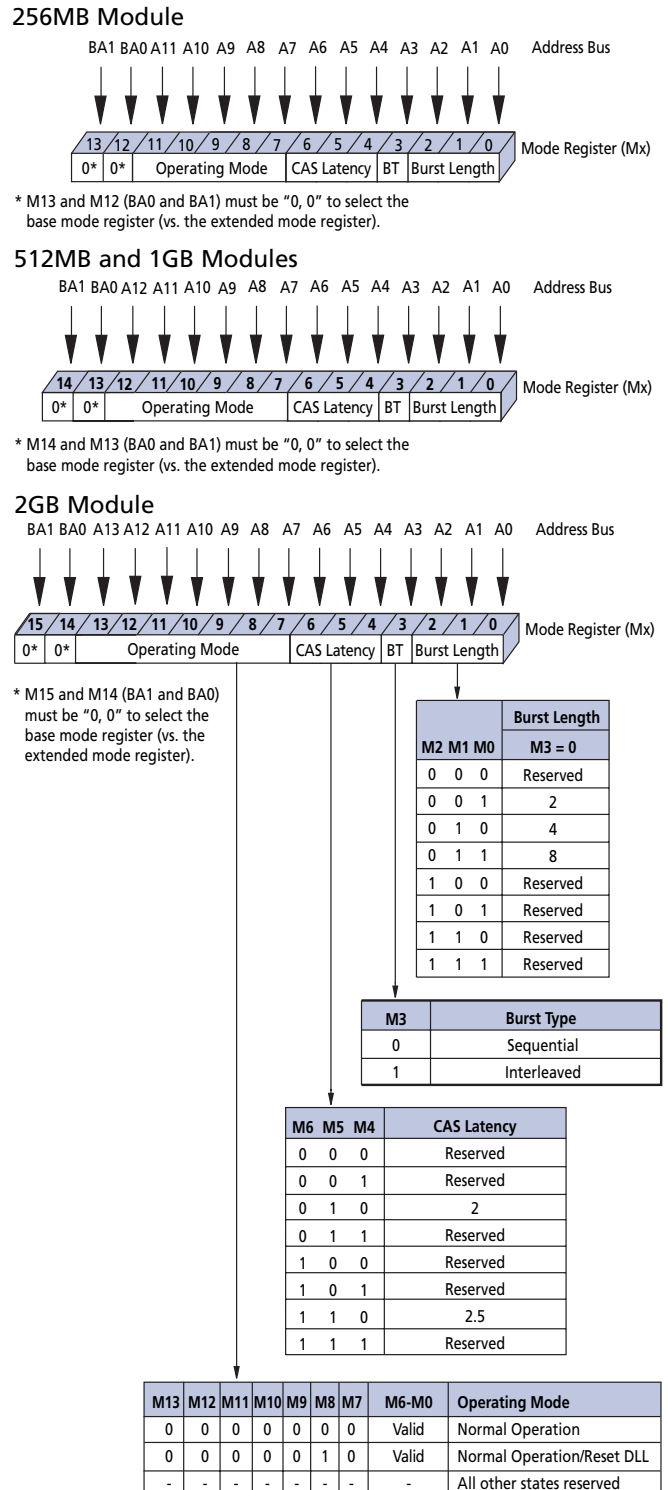 256MB Module
BA1 BA0 A11 A10 A9 A8 A7 A6 A5 A4 A3 A2 A1 A0 Address Bus
13 12 11 10 9 8 7 6 5 4 3 2 1 0 Mode Register (Mx)
0* 0* Operating Mode CAS Latency BT Burst Length
* M13 and M12 (BA0 and BA1) must be “0, 0” to select the
base mode register (vs. the extended mode register).
512MB and 1GB Modules
BA1 BA0 A12 A11 A10 A9 A8 A7 A6 A5 A4 A3 A2 A1 A0 Address Bus
14 13 12 11 10 9 8 7 6 5 4 3 2 1 0 Mode Register (Mx)
0* 0* Operating Mode CAS Latency BT Burst Length
* M14 and M13 (BA0 and BA1) must be “0, 0” to select the
base mode register (vs. the extended mode register).
2GB Module
BA1 BA0 A13 A12 A11 A10 A9 A8 A7 A6 A5 A4 A3 A2 A1 A0 Address Bus
15 14 13 12 11 10 9 8 7 6 5 4 3 2 1 0 Mode Register (Mx)
0* 0* Operating Mode CAS Latency BT Burst Length
* M15 and M14 (BA1 and BA0)
must be “0, 0” to select the
base mode register (vs. the
extended mode register).
Burst Length
M2 M1 M0 M3 = 0
0 0 0 Reserved
0 0 1 2
0 1 0 4
0 1 1 8
1 0 0 Reserved
1 0 1 Reserved
1 1 0 Reserved
1 1 1 Reserved
M3 Burst Type
0 Sequential
1 Interleaved
M6 M5 M4 CAS Latency
0 0 0 Reserved
0 0 1 Reserved
0 1 0 2
0 1 1 Reserved
1 0 0 Reserved
1 0 1 Reserved
1 1 0 2.5
1 1 1 Reserved
M13 M12 M11 M10 M9 M8 M7 M6-M0 Operating Mode
0 0 0 0 0 0 0 Valid Normal Operation
0 0 0 0 0 1 0 Valid Normal Operation/Reset DLL
- - - - - - - - All other states reserved